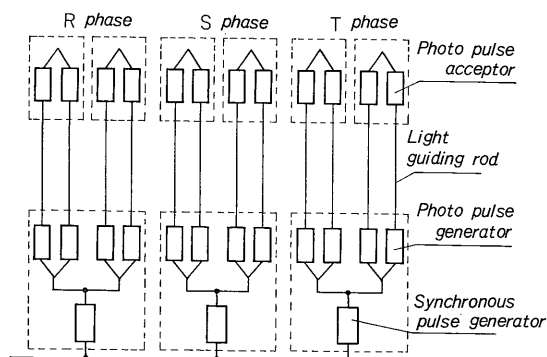 R phase
S phase
T phase
Photo pulse
acceptor
Light
guiding rod
Photo pulse
generator
Synchronous
pulse generator